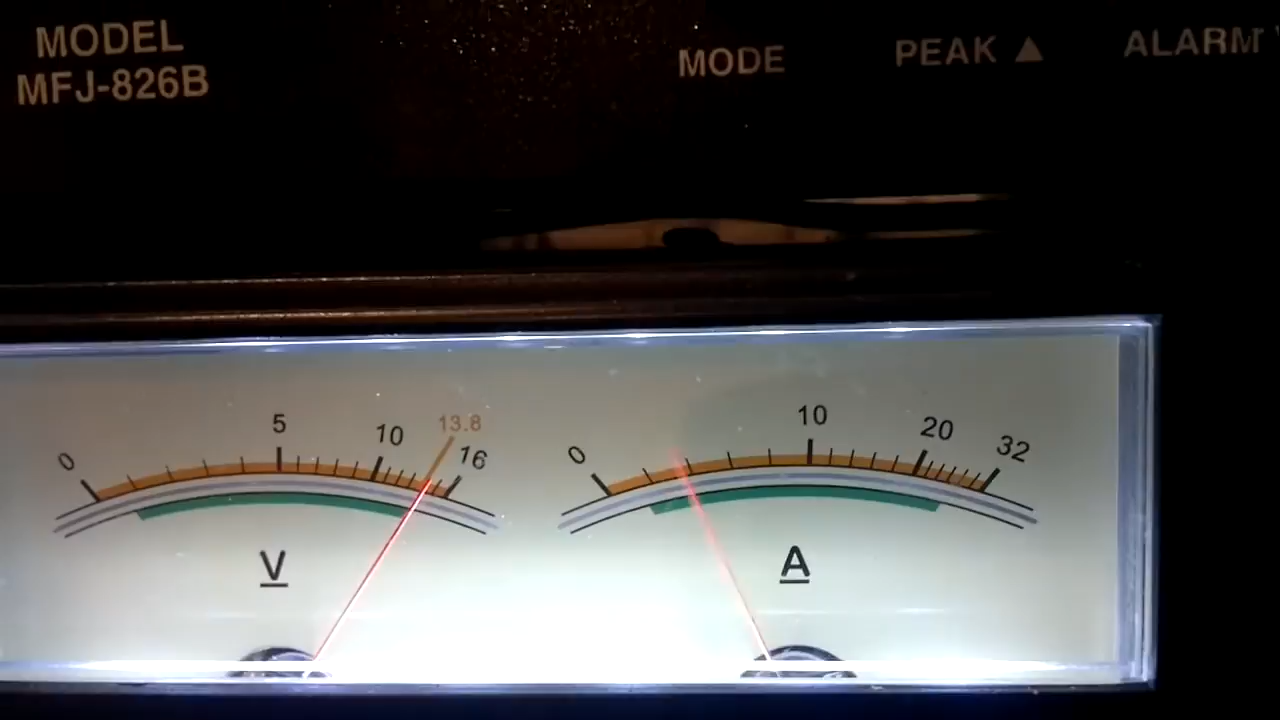 MODEL
MFJ-826B
MODE
PEAK ▲
ALARM
0
5
10
13.8
16
V
0
10
20
32
A